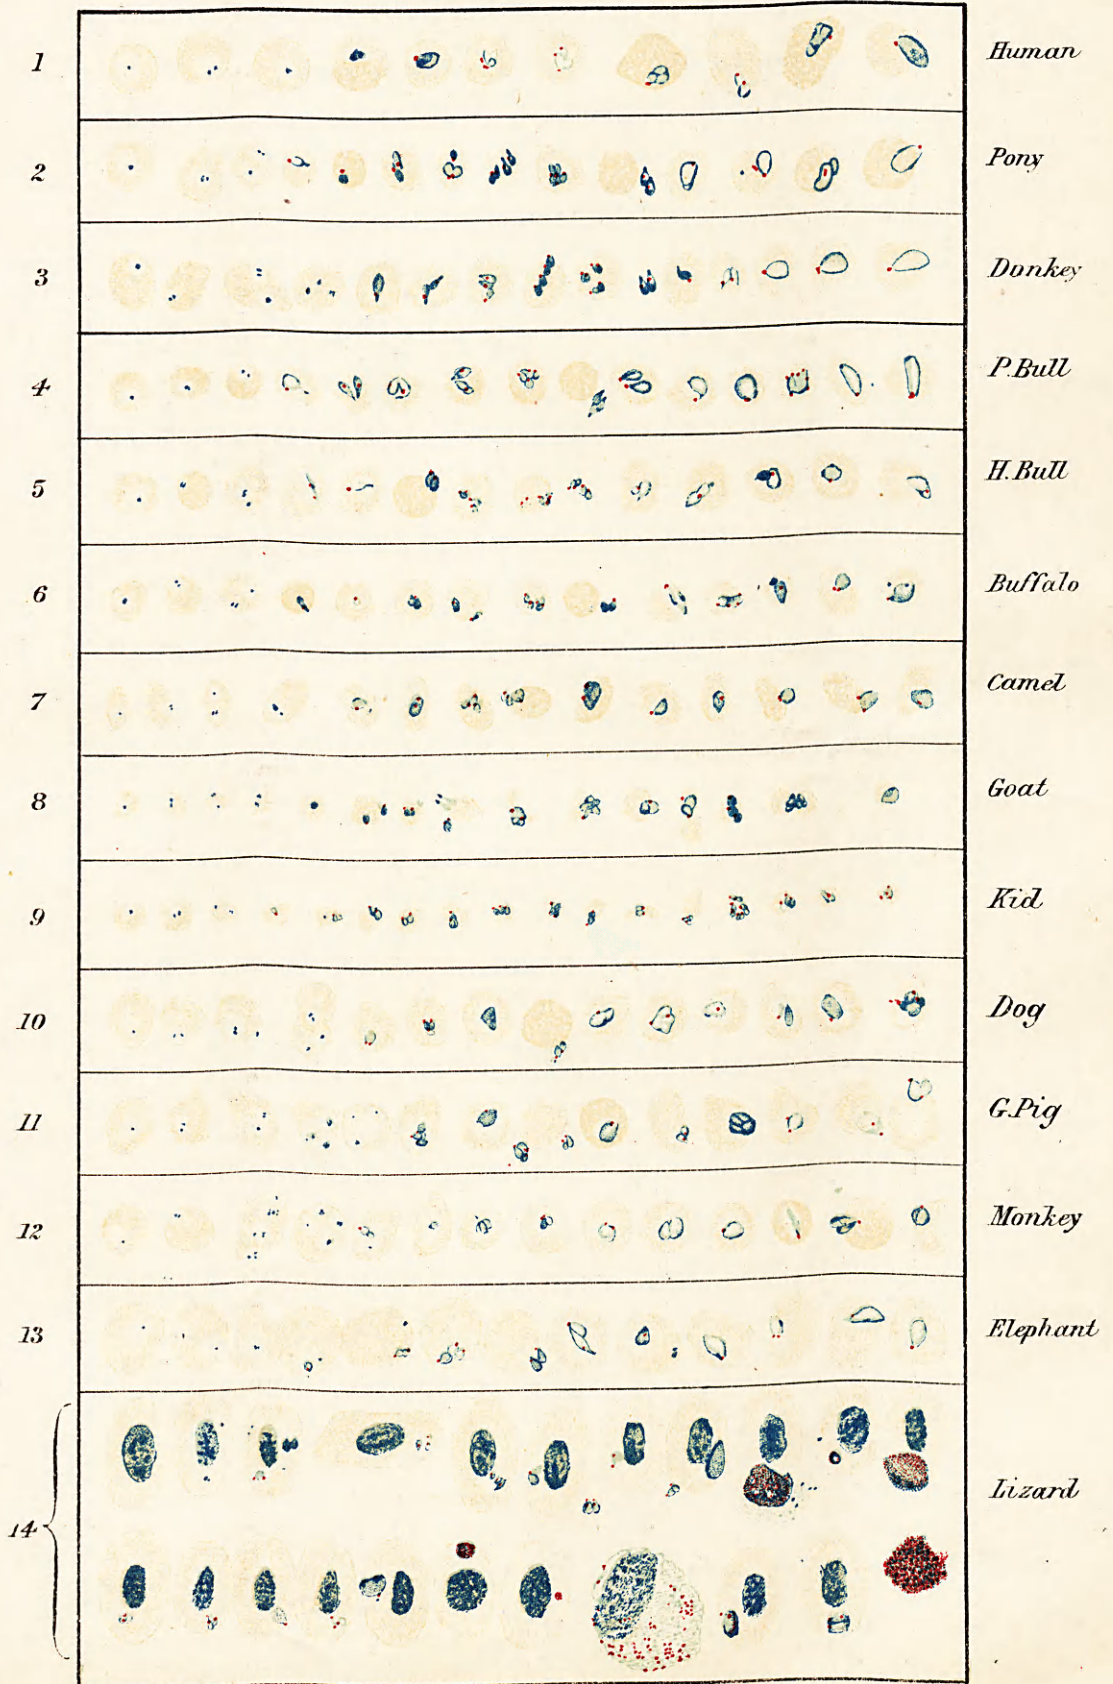 1 Human
2 Pony
3 Donkey
4 P.Bull
5 H.Bull
6 Buffalo
7 Camel
8 Goat
9 Kid
10 Dog
11 G.Pig
12 Monkey
13 Elephant
14 Lizard